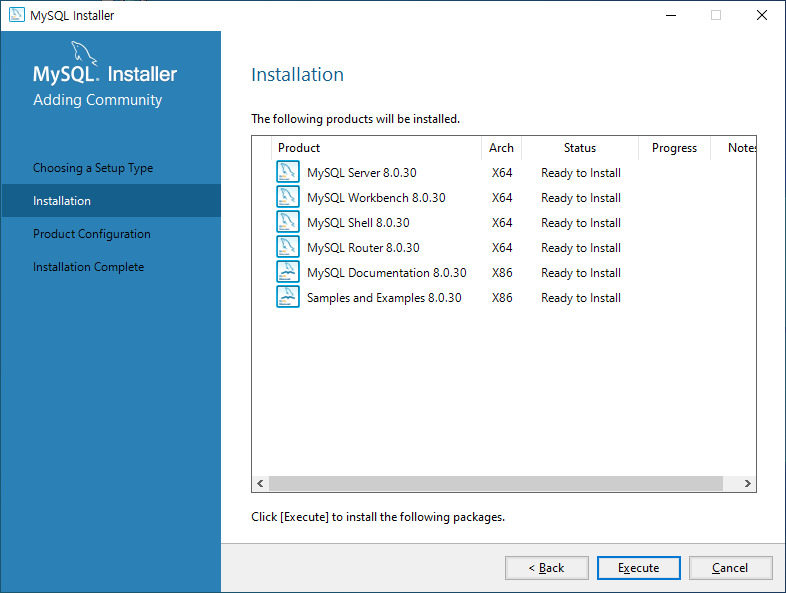 MySQL Installer
MySQL. Installer
Adding Community
Choosing a Setup Type
Installation
Product Configuration
Installation Complete
Installation
The following products will be installed.
Product Arch Status Progress Notes
MySQL Server 8.0.30 X64 Ready to Install
MySQL Workbench 8.0.30 X64 Ready to Install
MySQL Shell 8.0.30 X64 Ready to Install
MySQL Router 8.0.30 X64 Ready to Install
MySQL Documentation 8.0.30 X86 Ready to Install
Samples and Examples 8.0.30 X86 Ready to Install
Click [Execute] to install the following packages.
< Back Execute Cancel